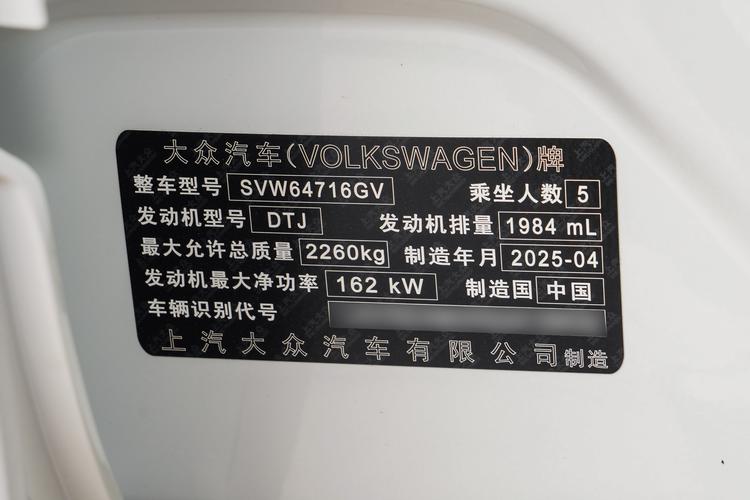 大众汽车(VOLKSWAGEN)牌
整车型号 SVW64716GV 乘坐人数 5
发动机型号 DTJ 发动机排量 1984 mL
最大允许总质量 2260kg 制造年月 2025-04
发动机最大净功率 162 kW 制造国 中国
车辆识别代号
上汽大众汽车有限公司制造